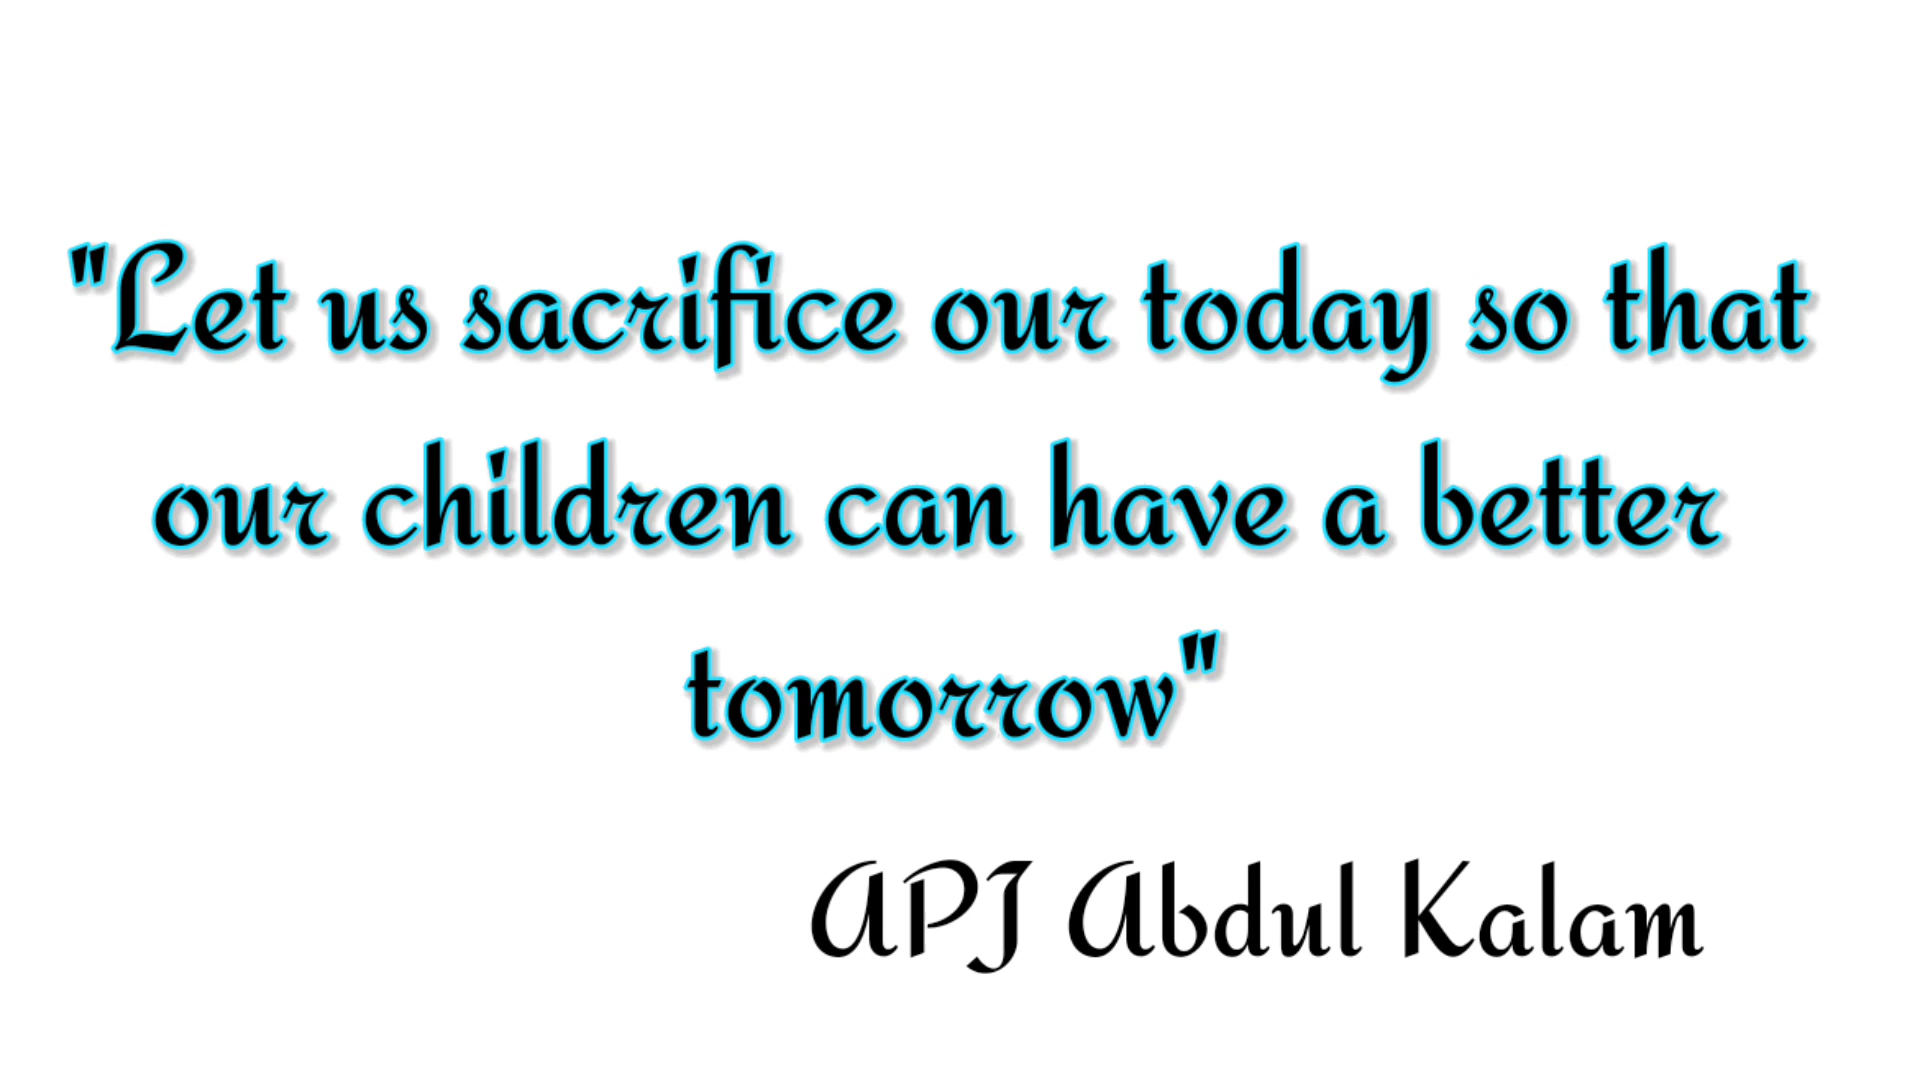 "Let us sacrifice our today so that
our children can have a better
tomorrow"
APJ Abdul Kalam